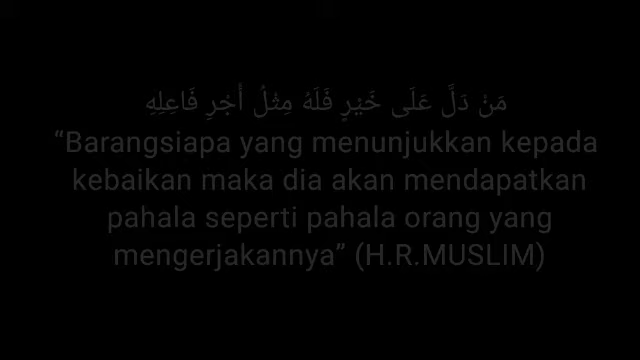 مَنْ دَلَّ عَلَى خَيْرٍ فَلَهُ مِثْلُ أَجْرِ فَاعِلِهِ
“Barangsiapa yang menunjukkan kepada
kebaikan maka dia akan mendapatkan
pahala seperti pahala orang yang
mengerjakannya” (H.R.MUSLIM)